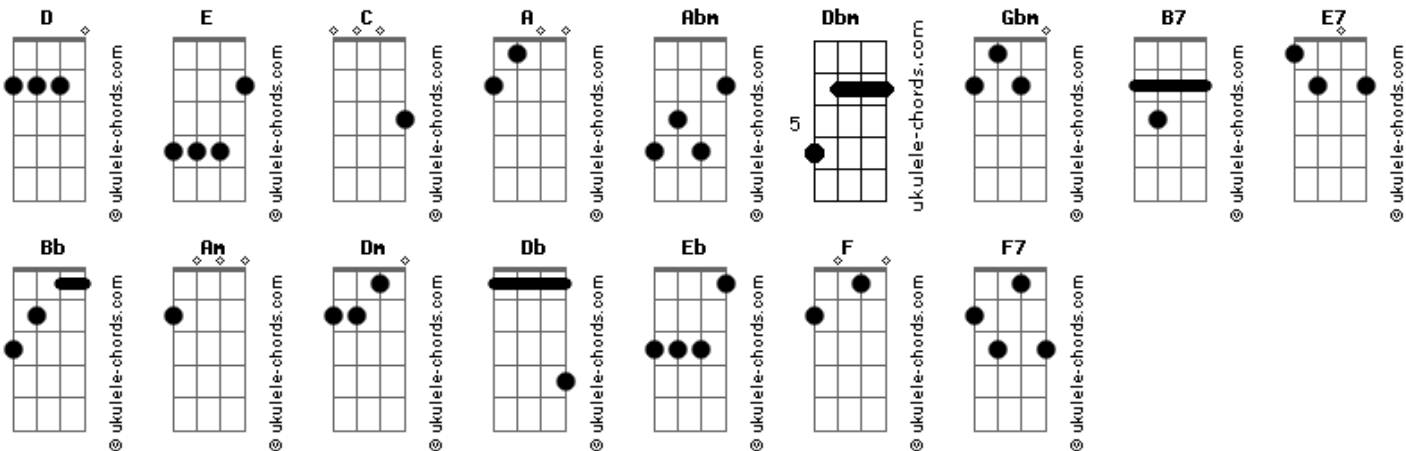 D E C A Abm Dbm Gbm B7 E7
© ukulele-chords.com © ukulele-chords.com © ukulele-chords.com © ukulele-chords.com © ukulele-chords.com 5 ukulele-chords.com © ukulele-chords.com © ukulele-chords.com © ukulele-chords.com
Bb Am Dm Db Eb F F7
© ukulele-chords.com © ukulele-chords.com © ukulele-chords.com © ukulele-chords.com © ukulele-chords.com © ukulele-chords.com © ukulele-chords.com